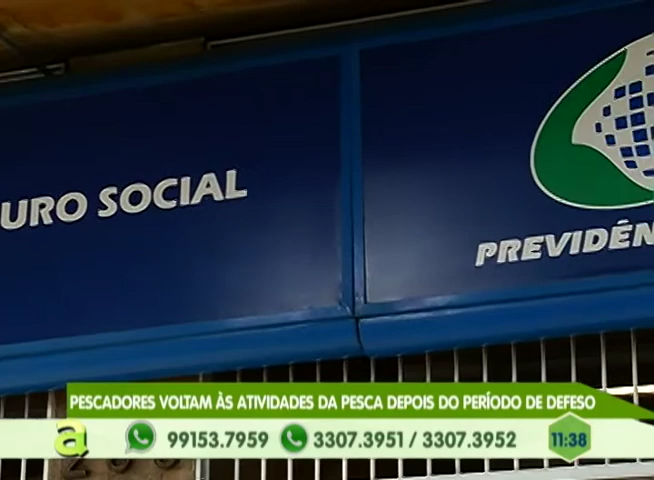 URO SOCIAL
PREVIDÊN
PESCADORES VOLTAM ÀS ATIVIDADES DA PESCA DEPOIS DO PERÍODO DE DEFESO
a 99153.7959 3307.3951 / 3307.3952 11:38